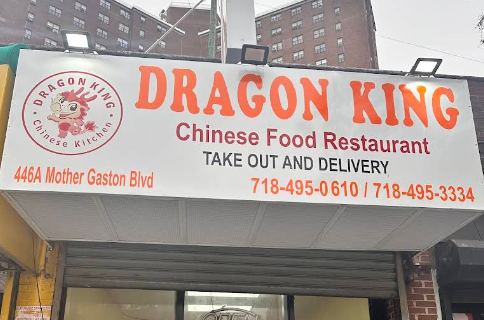 DRAGON KING
Chinese Kitchen
DRAGON KING
Chinese Food Restaurant
TAKE OUT AND DELIVERY
446A Mother Gaston Blvd
718-495-0610 / 718-495-3334